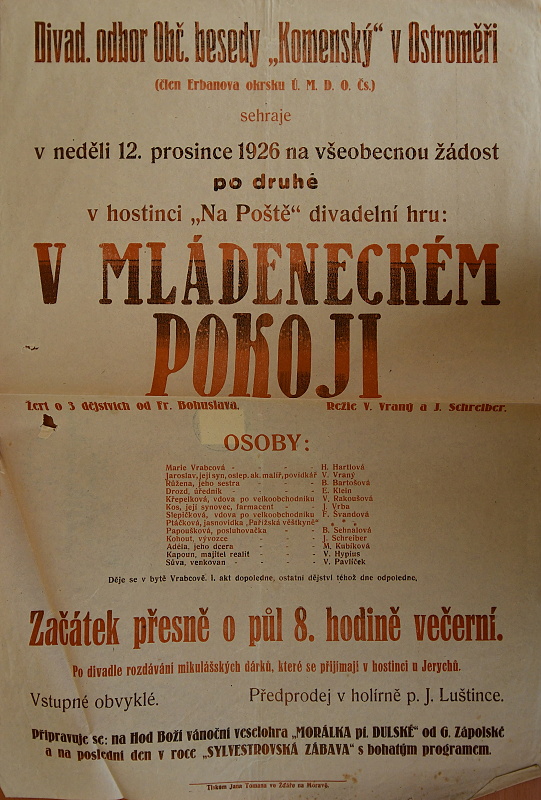 Divad. odbor Obč. besedy „Komenský“ v Ostroměři
(člen Erbanova okrsku Ú. M. D. O. Čs.)
sehraje
v neděli 12. prosince 1926 na všeobecnou žádost
po druhé
v hostinci „Na Poště“ divadelní hru:
V MLÁDENECKÉM
POKOJI
Žert o 3 dějstvích od Fr. Bohuslava. Režie V. Vraný a J. Schreiber.
OSOBY:
Marie Vrabcová - - - - H. Hartlová
Jaroslav, její syn, oslep. ak. malíř, povídkář V. Vraný
Růžena, jeho sestra - - - B. Bartošová
Drozd, úředník - - - - E. Klein
Křepelková, vdova po velkoobchodníku V. Rakoušová
Kos, její synovec, farmacent - - J. Vrba
Slepičková, vdova po velkoobchodníku F. Švandová
Ptáčková, jasnovidka „Pařížská věštkyně“ * * *
Papoušková, posluhovačka - - B. Sehnalová
Kohout, vývozce - - - J. Schreiber
Adéla, jeho dcera - - - M. Kubíková
Kapoun, majitel realit - - - V. Hypius
Sůva, venkovan - - - - V. Pavlíček
Děje se v bytě Vrabcové. I. akt dopoledne, ostatní dějství téhož dne odpoledne.
Začátek přesně o půl 8. hodině večerní.
Po divadle rozdávání mikulášských dárků, které se přijímají v hostinci u Jerychů.
Vstupné obvyklé. Předprodej v holírně p. J. Luštince.
Připravuje se: na Hod Boží vánoční veselohra „MORÁLKA pí. DULSKÉ“ od G. Zápolské
a na poslední den v roce „SYLVESTROVSKÁ ZÁBAVA“ s bohatým programem.
Tiskem Jana Tomana ve Žďáře na Moravě.